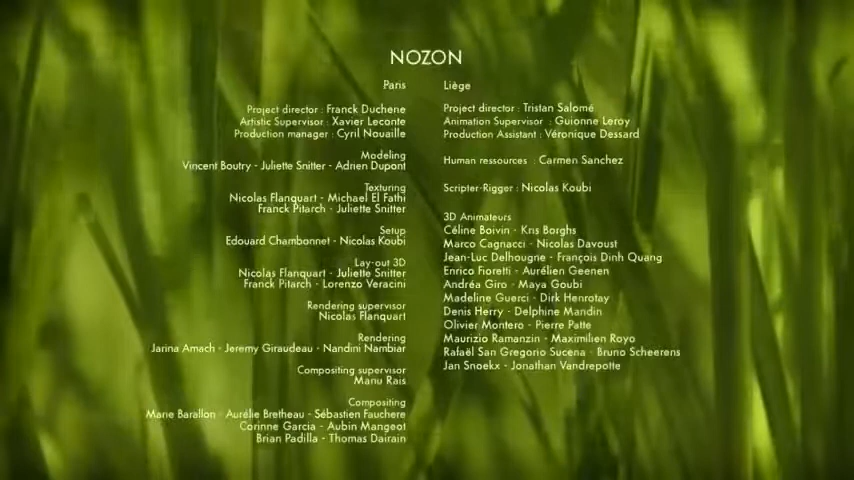 NOZON
Paris
Project director : Franck Duchene
Artistic Supervisor : Xavier Leconte
Production manager : Cyril Nouaille
Modeling
Vincent Boutry - Juliette Snitter - Adrien Dupont
Texturing
Nicolas Flanquart - Michael El Fathi
Franck Pitarch - Juliette Snitter
Setup
Edouard Chambonnet - Nicolas Koubi
Lay-out 3D
Nicolas Flanquart - Juliette Snitter
Franck Pitarch - Lorenzo Veracini
Rendering supervisor
Nicolas Flanquart
Rendering
Jarina Amach - Jeremy Giraudeau - Nandini Nambiar
Compositing supervisor
Manu Rais
Compositing
Marie Barallon - Aurélie Bretheau - Sébastien Fauchere
Corinne Garcia - Aubin Mangeot
Brian Padilla - Thomas Dairain
Liège
Project director : Tristan Salomé
Animation Supervisor : Guionne Leroy
Production Assistant : Véronique Dessard
Human ressources : Carmen Sanchez
Scripter-Rigger : Nicolas Koubi
3D Animateurs
Céline Boivin - Kris Borghs
Marco Cagnacci - Nicolas Davoust
Jean-Luc Delhougne - François Dinh Quang
Enrico Fioretti - Aurélien Geenen
Andréa Giro - Maya Goubi
Madeline Guerci - Dirk Henrotay
Denis Herry - Delphine Mandin
Olivier Montero - Pierre Patte
Maurizio Ramanzin - Maximilien Royo
Rafaël San Gregorio Sucena - Bruno Scheerens
Jan Snoekx - Jonathan Vandrepotte